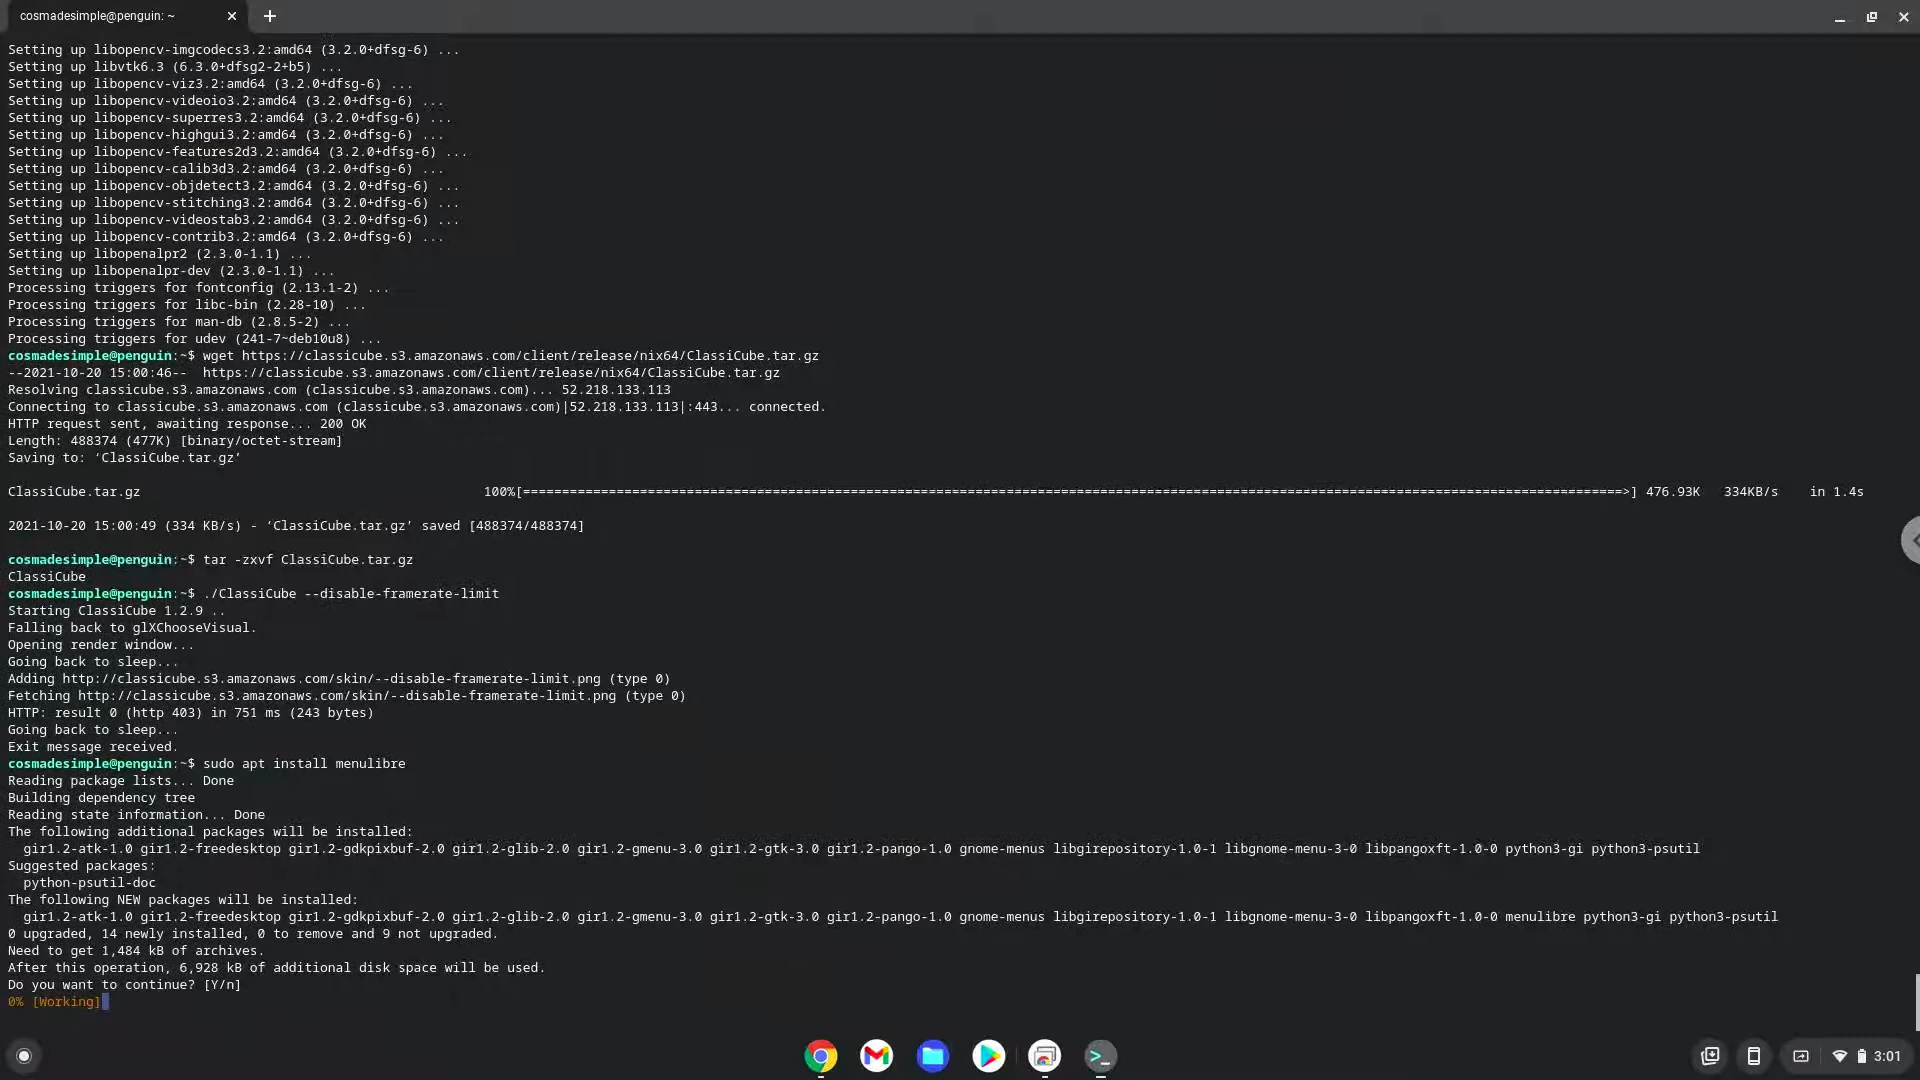 cosmadesimple@penguin: ~
Setting up libopencv-imgcodecs3.2:amd64 (3.2.0+dfsg-6) ...
Setting up libvtk6.3 (6.3.0+dfsg2-2+b5) ...
Setting up libopencv-viz3.2:amd64 (3.2.0+dfsg-6) ...
Setting up libopencv-videoio3.2:amd64 (3.2.0+dfsg-6) ...
Setting up libopencv-superres3.2:amd64 (3.2.0+dfsg-6) ...
Setting up libopencv-highgui3.2:amd64 (3.2.0+dfsg-6) ...
Setting up libopencv-features2d3.2:amd64 (3.2.0+dfsg-6) ...
Setting up libopencv-calib3d3.2:amd64 (3.2.0+dfsg-6) ...
Setting up libopencv-objdetect3.2:amd64 (3.2.0+dfsg-6) ...
Setting up libopencv-stitching3.2:amd64 (3.2.0+dfsg-6) ...
Setting up libopencv-videostab3.2:amd64 (3.2.0+dfsg-6) ...
Setting up libopencv-contrib3.2:amd64 (3.2.0+dfsg-6) ...
Setting up libopenalpr2 (2.3.0-1.1) ...
Setting up libopenalpr-dev (2.3.0-1.1) ...
Processing triggers for fontconfig (2.13.1-2) ...
Processing triggers for libc-bin (2.28-10) ...
Processing triggers for man-db (2.8.5-2) ...
Processing triggers for udev (241-7~deb10u8) ...
cosmadesimple@penguin:~$ wget https://classicube.s3.amazonaws.com/client/release/nix64/ClassiCube.tar.gz
--2021-10-20 15:00:46--  https://classicube.s3.amazonaws.com/client/release/nix64/ClassiCube.tar.gz
Resolving classicube.s3.amazonaws.com (classicube.s3.amazonaws.com)... 52.218.133.113
Connecting to classicube.s3.amazonaws.com (classicube.s3.amazonaws.com)|52.218.133.113|:443... connected.
HTTP request sent, awaiting response... 200 OK
Length: 488374 (477K) [binary/octet-stream]
Saving to: ‘ClassiCube.tar.gz’
ClassiCube.tar.gz 100%[=============================================================================================================================================>] 476.93K 334KB/s in 1.4s
2021-10-20 15:00:49 (334 KB/s) - ‘ClassiCube.tar.gz’ saved [488374/488374]
cosmadesimple@penguin:~$ tar -zxvf ClassiCube.tar.gz
ClassiCube
cosmadesimple@penguin:~$ ./ClassiCube --disable-framerate-limit
Starting ClassiCube 1.2.9 ..
Falling back to glXChooseVisual.
Opening render window...
Going back to sleep...
Adding http://classicube.s3.amazonaws.com/skin/--disable-framerate-limit.png (type 0)
Fetching http://classicube.s3.amazonaws.com/skin/--disable-framerate-limit.png (type 0)
HTTP: result 0 (http 403) in 751 ms (243 bytes)
Going back to sleep...
Exit message received.
cosmadesimple@penguin:~$ sudo apt install menulibre
Reading package lists... Done
Building dependency tree
Reading state information... Done
The following additional packages will be installed:
gir1.2-atk-1.0 gir1.2-freedesktop gir1.2-gdkpixbuf-2.0 gir1.2-glib-2.0 gir1.2-gmenu-3.0 gir1.2-gtk-3.0 gir1.2-pango-1.0 gnome-menus libgirepository-1.0-1 libgnome-menu-3-0 libpangoxft-1.0-0 python3-gi python3-psutil
Suggested packages:
python-psutil-doc
The following NEW packages will be installed:
gir1.2-atk-1.0 gir1.2-freedesktop gir1.2-gdkpixbuf-2.0 gir1.2-glib-2.0 gir1.2-gmenu-3.0 gir1.2-gtk-3.0 gir1.2-pango-1.0 gnome-menus libgirepository-1.0-1 libgnome-menu-3-0 libpangoxft-1.0-0 menulibre python3-gi python3-psutil
0 upgraded, 14 newly installed, 0 to remove and 9 not upgraded.
Need to get 1,484 kB of archives.
After this operation, 6,928 kB of additional disk space will be used.
Do you want to continue? [Y/n]
0% [Working]
3:01